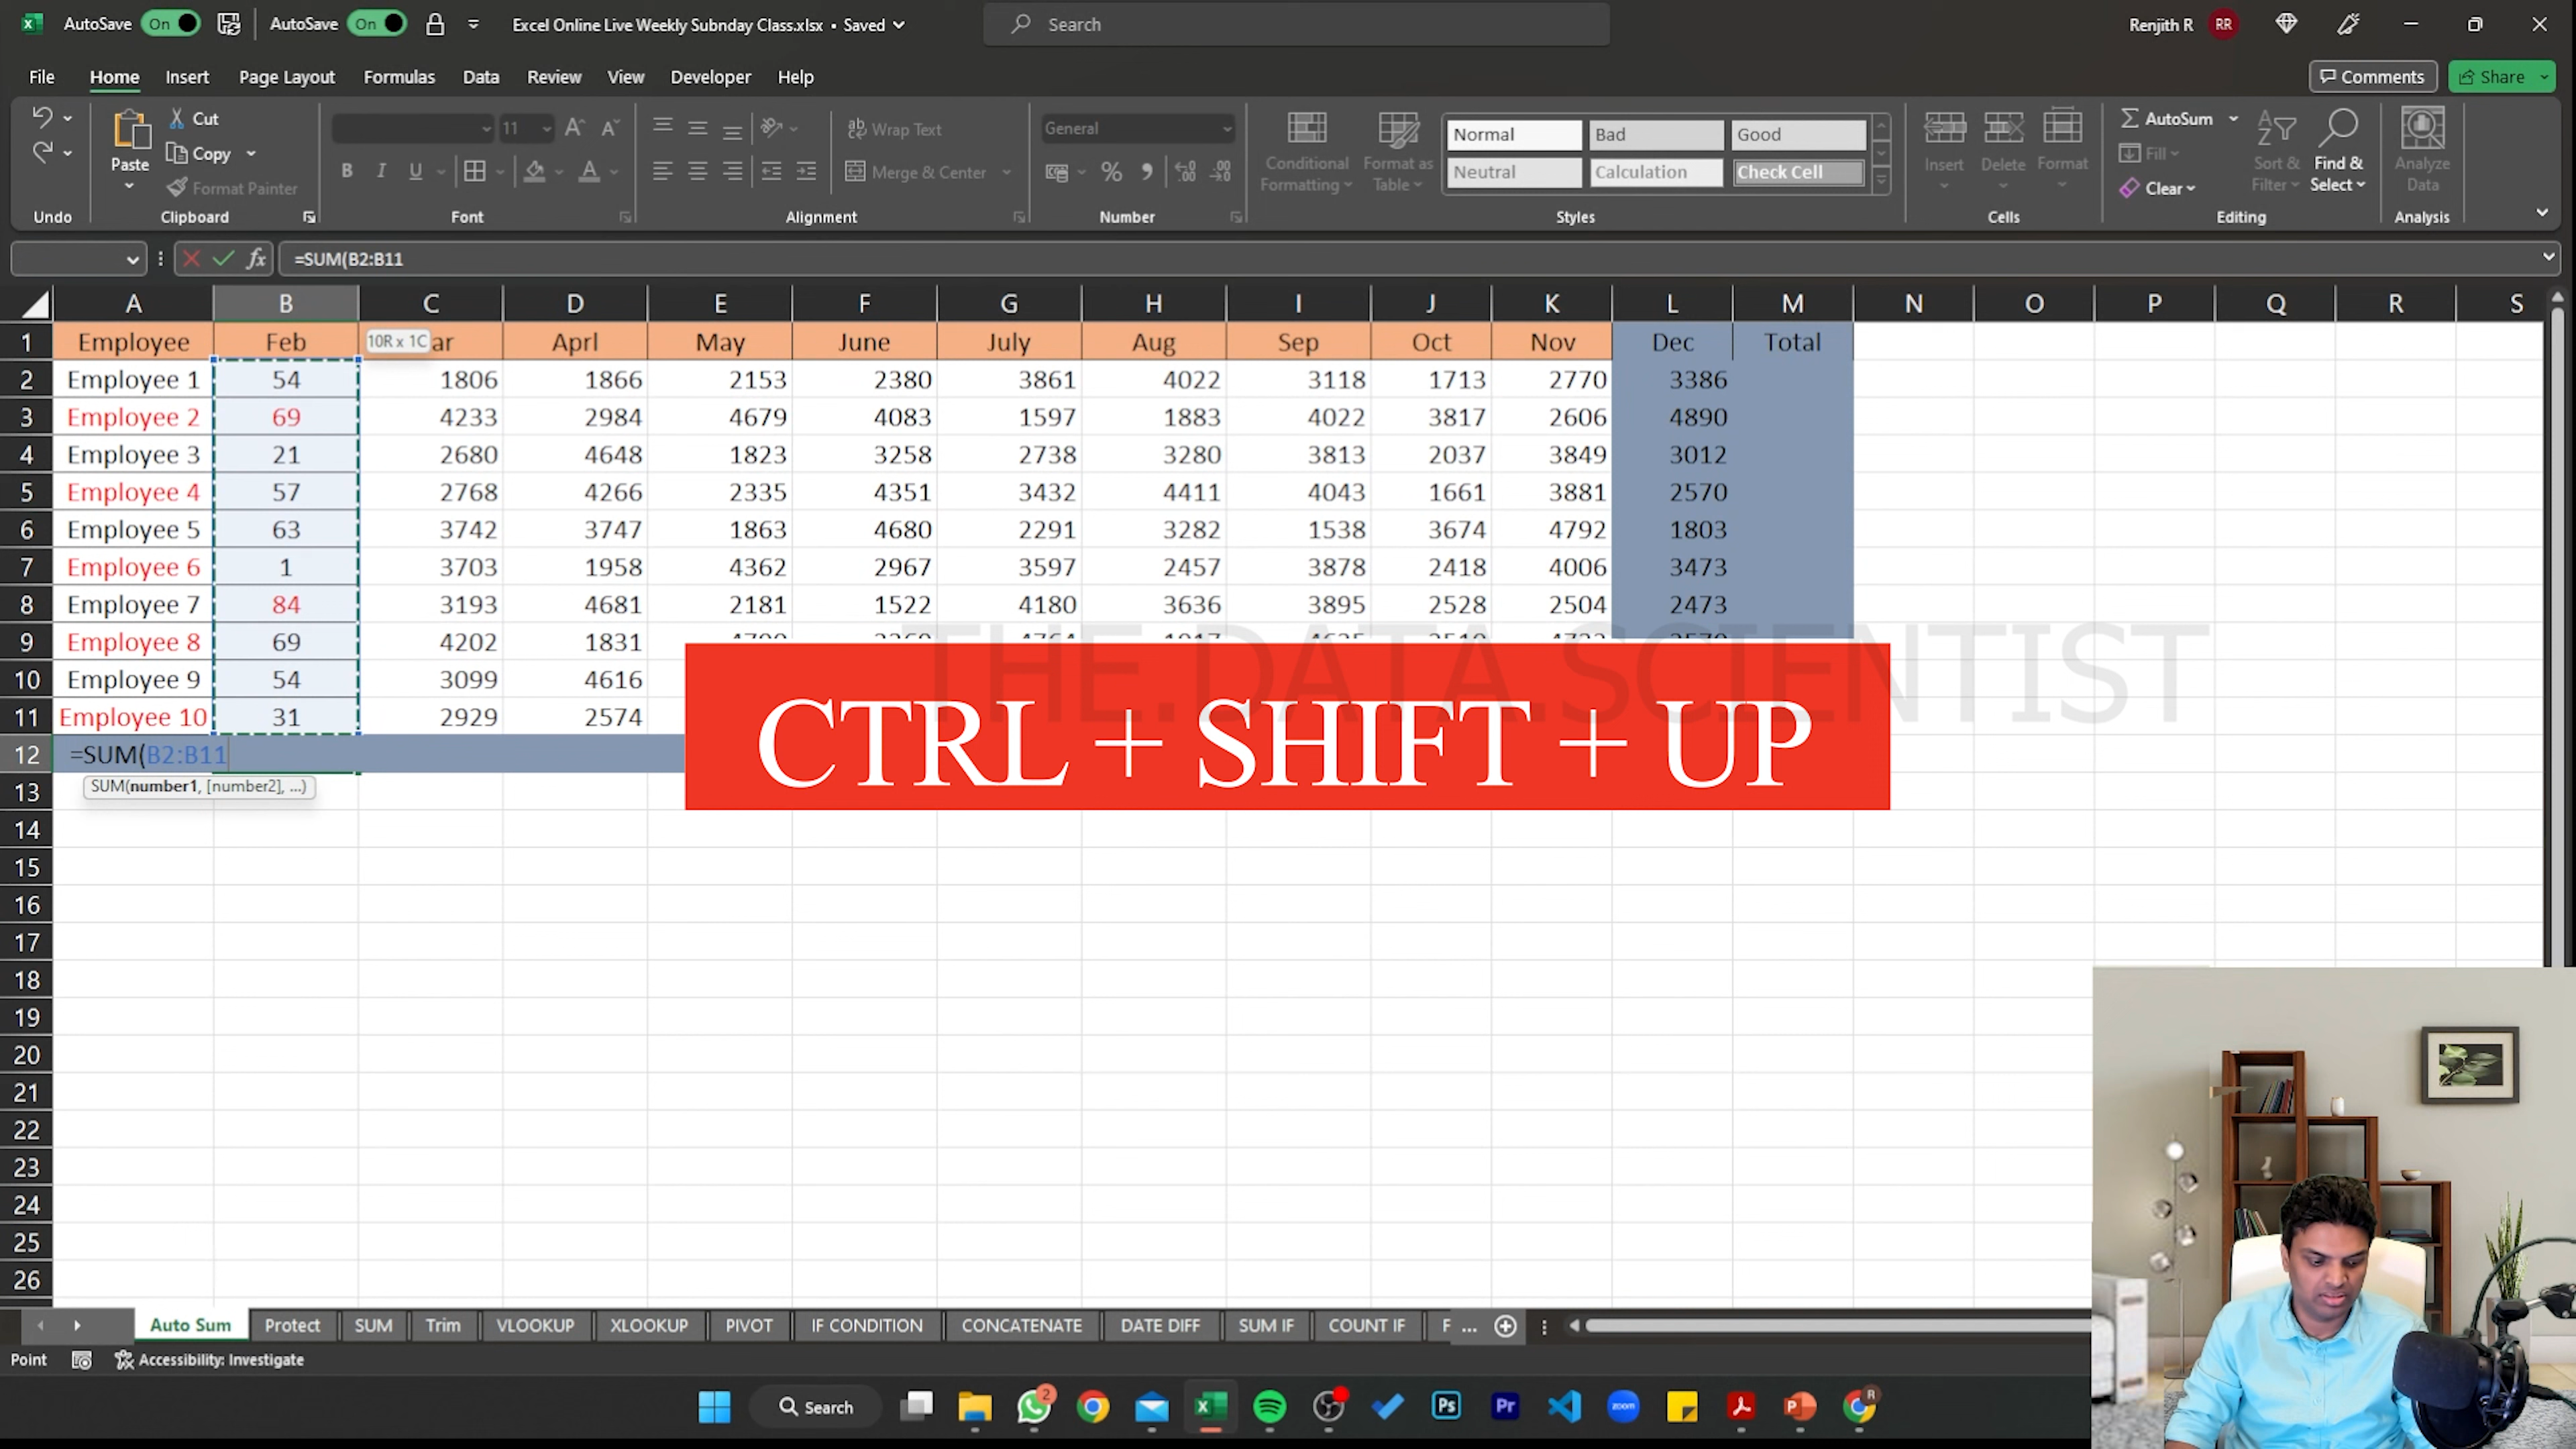 AutoSave On AutoSave On Excel Online Live Weekly Subnday Class.xlsx • Saved Search Renjith R RR
File Home Insert Page Layout Formulas Data Review View Developer Help Comments Share
Paste Cut Copy Format Painter
11 B I U
Wrap Text Merge & Center
General
Conditional Formatting Format as Table
Normal Bad Good
Neutral Calculation Check Cell
Insert Delete Format
AutoSum Fill Clear
Sort & Filter Find & Select
Analyze Data
Undo Clipboard Font Alignment Number Styles Cells Editing Analysis
fx =SUM(B2:B11
A B C D E F G H I J K L M N O P Q R S
1 Employee Feb 10R x 1C ar Aprl May June July Aug Sep Oct Nov Dec Total
2 Employee 1 54 1806 1866 2153 2380 3861 4022 3118 1713 2770 3386
3 Employee 2 69 4233 2984 4679 4083 1597 1883 4022 3817 2606 4890
4 Employee 3 21 2680 4648 1823 3258 2738 3280 3813 2037 3849 3012
5 Employee 4 57 2768 4266 2335 4351 3432 4411 4043 1661 3881 2570
6 Employee 5 63 3742 3747 1863 4680 2291 3282 1538 3674 4792 1803
7 Employee 6 1 3703 1958 4362 2967 3597 2457 3878 2418 4006 3473
8 Employee 7 84 3193 4681 2181 1522 4180 3636 3895 2528 2504 2473
9 Employee 8 69 4202 1831
THE.DATA.SCIENTIST
10 Employee 9 54 3099 4616
11 Employee 10 31 2929 2574
CTRL + SHIFT + UP
12 =SUM(B2:B11
SUM(number1, [number2], ...)
13
14
15
16
17
18
19
20
21
22
23
24
25
26
Auto Sum Protect SUM Trim VLOOKUP XLOOKUP PIVOT IF CONDITION CONCATENATE DATE DIFF SUM IF COUNT IF F ...
Point Accessibility: Investigate
Search 2 Ps Pr zoom R